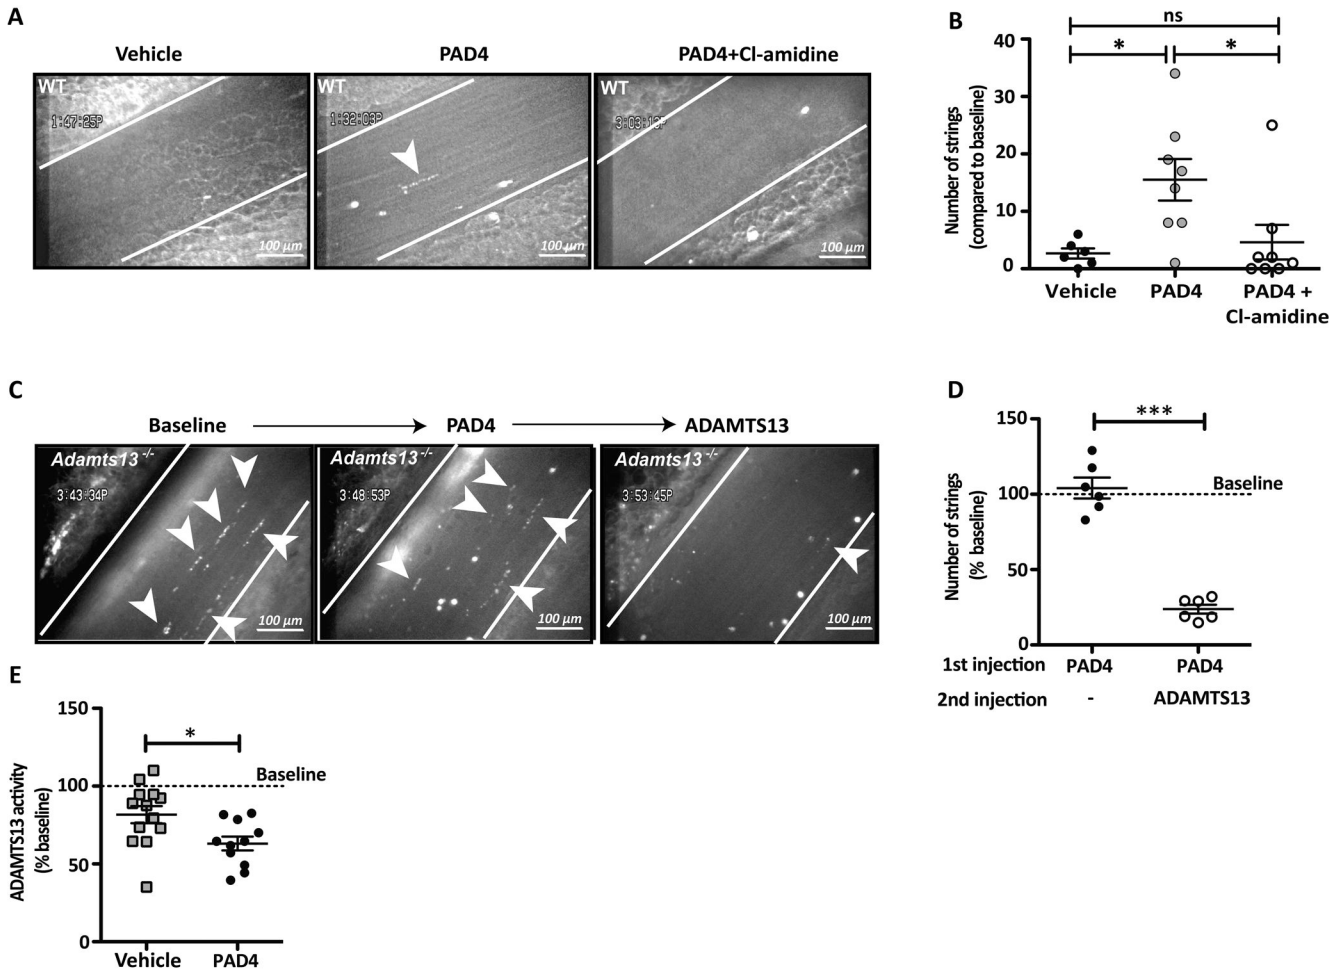 A
Vehicle
PAD4
PAD4+Cl-amidine
WT
1:47:25P
100 µm
WT
1:32:03P
100 µm
WT
100 µm
B
ns
*
*
Number of strings
(compared to baseline)
40
30
20
10
0
Vehicle
PAD4
PAD4 +
Cl-amidine
C
Baseline
PAD4
ADAMTS13
Adamts13 -/-
3:43:34P
100 µm
Adamts13 -/-
3:48:53P
100 µm
Adamts13 -/-
3:53:45P
100 µm
D
***
Baseline
Number of strings
(% baseline)
150
100
50
0
1st injection PAD4 PAD4
2nd injection - ADAMTS13
E
*
Baseline
ADAMTS13 activity
(% baseline)
150
100
50
0
Vehicle
PAD4